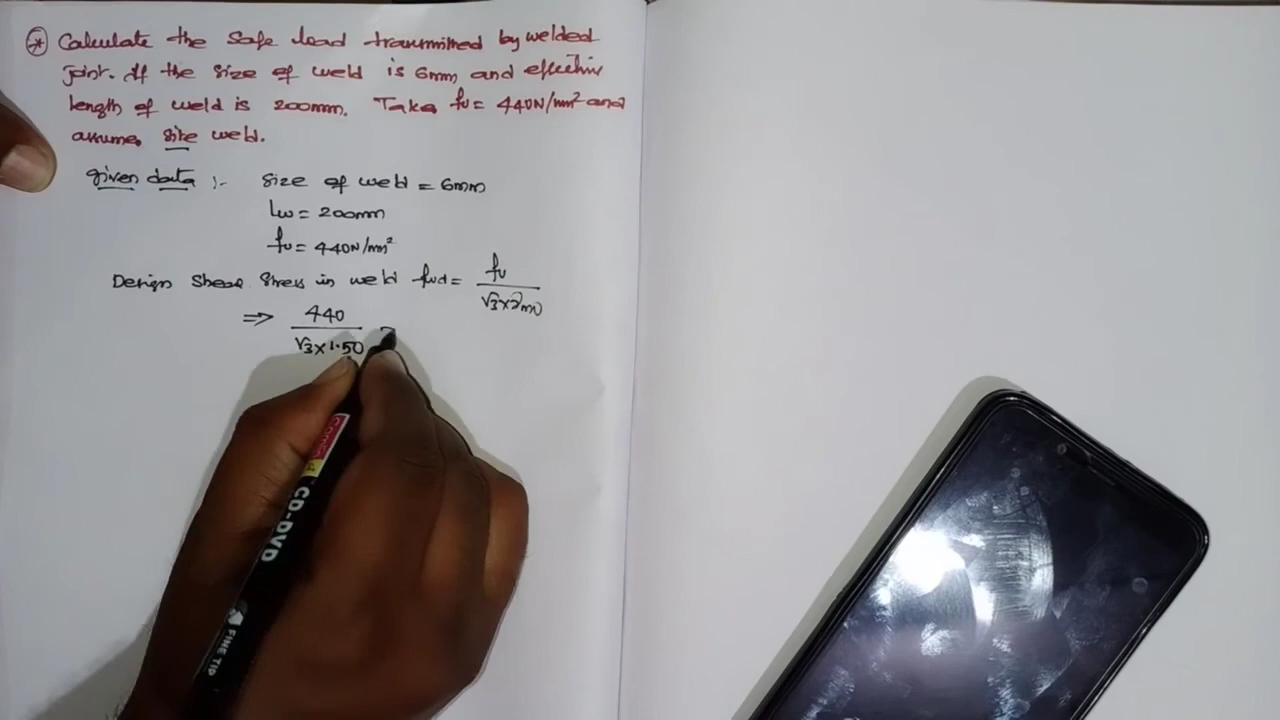 * Calculate the Safe load transmitted by welded
joint. If the size of weld is 6mm and effective
length of weld is 200mm. Take fu = 440N/mm² and
assume site weld.
given data :- Size of weld = 6mm
Lw = 200mm
fu = 440N/mm²
Design Shear Stress in weld fwd = fu / √3 × γmw
⇒ 440 / √3 × 1.50
CD-DVD
FINE TIP